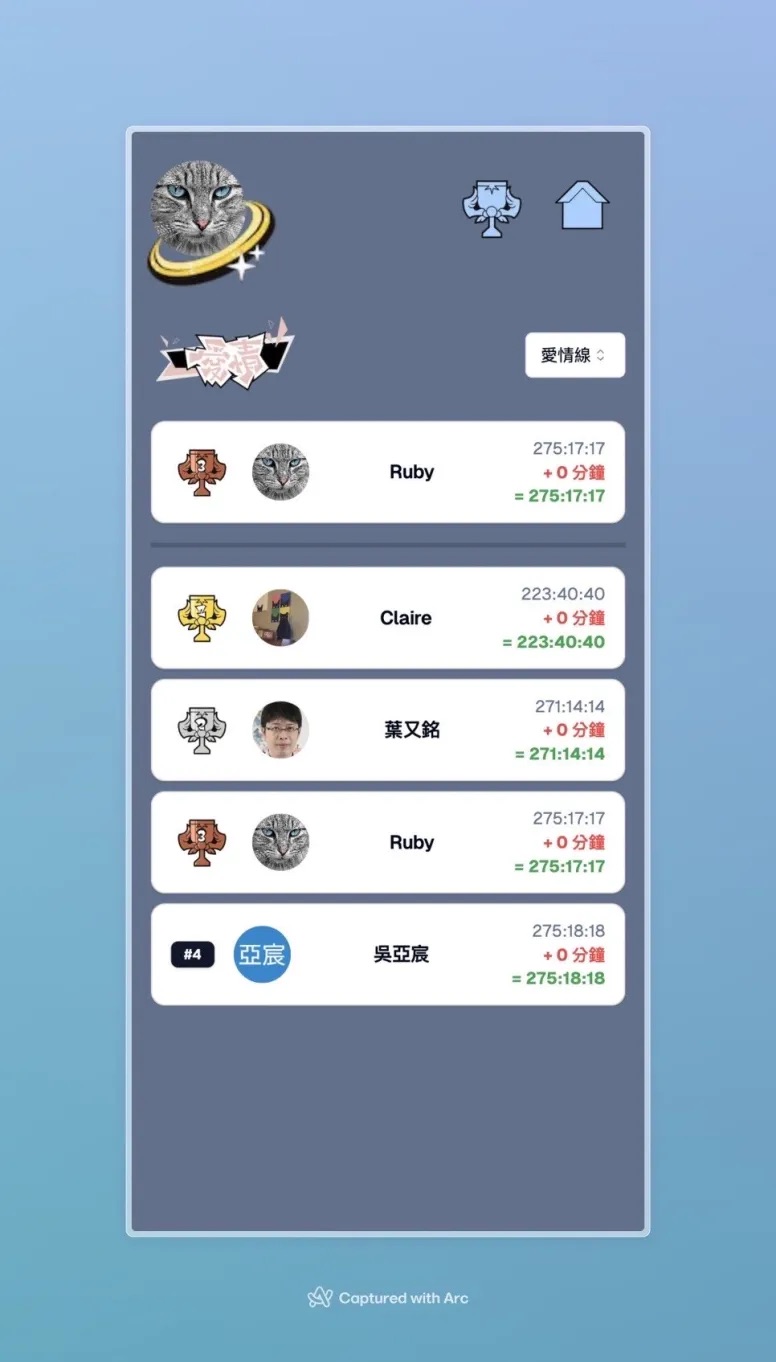 愛情
愛情線
3
Ruby
275:17:17
+ 0 分鐘
= 275:17:17
Claire
223:40:40
+ 0 分鐘
= 223:40:40
2
葉又銘
271:14:14
+ 0 分鐘
= 271:14:14
3
Ruby
275:17:17
+ 0 分鐘
= 275:17:17
#4
亞宸
吳亞宸
275:18:18
+ 0 分鐘
= 275:18:18
Captured with Arc